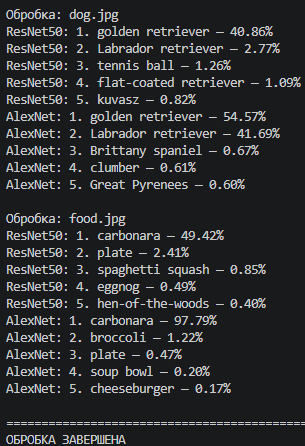 Обробка: dog.jpg
ResNet50: 1. golden retriever — 40.86%
ResNet50: 2. Labrador retriever — 2.77%
ResNet50: 3. tennis ball — 1.26%
ResNet50: 4. flat-coated retriever — 1.09%
ResNet50: 5. kuvasz — 0.82%
AlexNet: 1. golden retriever — 54.57%
AlexNet: 2. Labrador retriever — 41.69%
AlexNet: 3. Brittany spaniel — 0.67%
AlexNet: 4. clumber — 0.61%
AlexNet: 5. Great Pyrenees — 0.60%
Обробка: food.jpg
ResNet50: 1. carbonara — 49.42%
ResNet50: 2. plate — 2.41%
ResNet50: 3. spaghetti squash — 0.85%
ResNet50: 4. eggnog — 0.49%
ResNet50: 5. hen-of-the-woods — 0.40%
AlexNet: 1. carbonara — 97.79%
AlexNet: 2. broccoli — 1.22%
AlexNet: 3. plate — 0.47%
AlexNet: 4. soup bowl — 0.20%
AlexNet: 5. cheeseburger — 0.17%
============================================
ОБРОБКА ЗАВЕРШЕНА